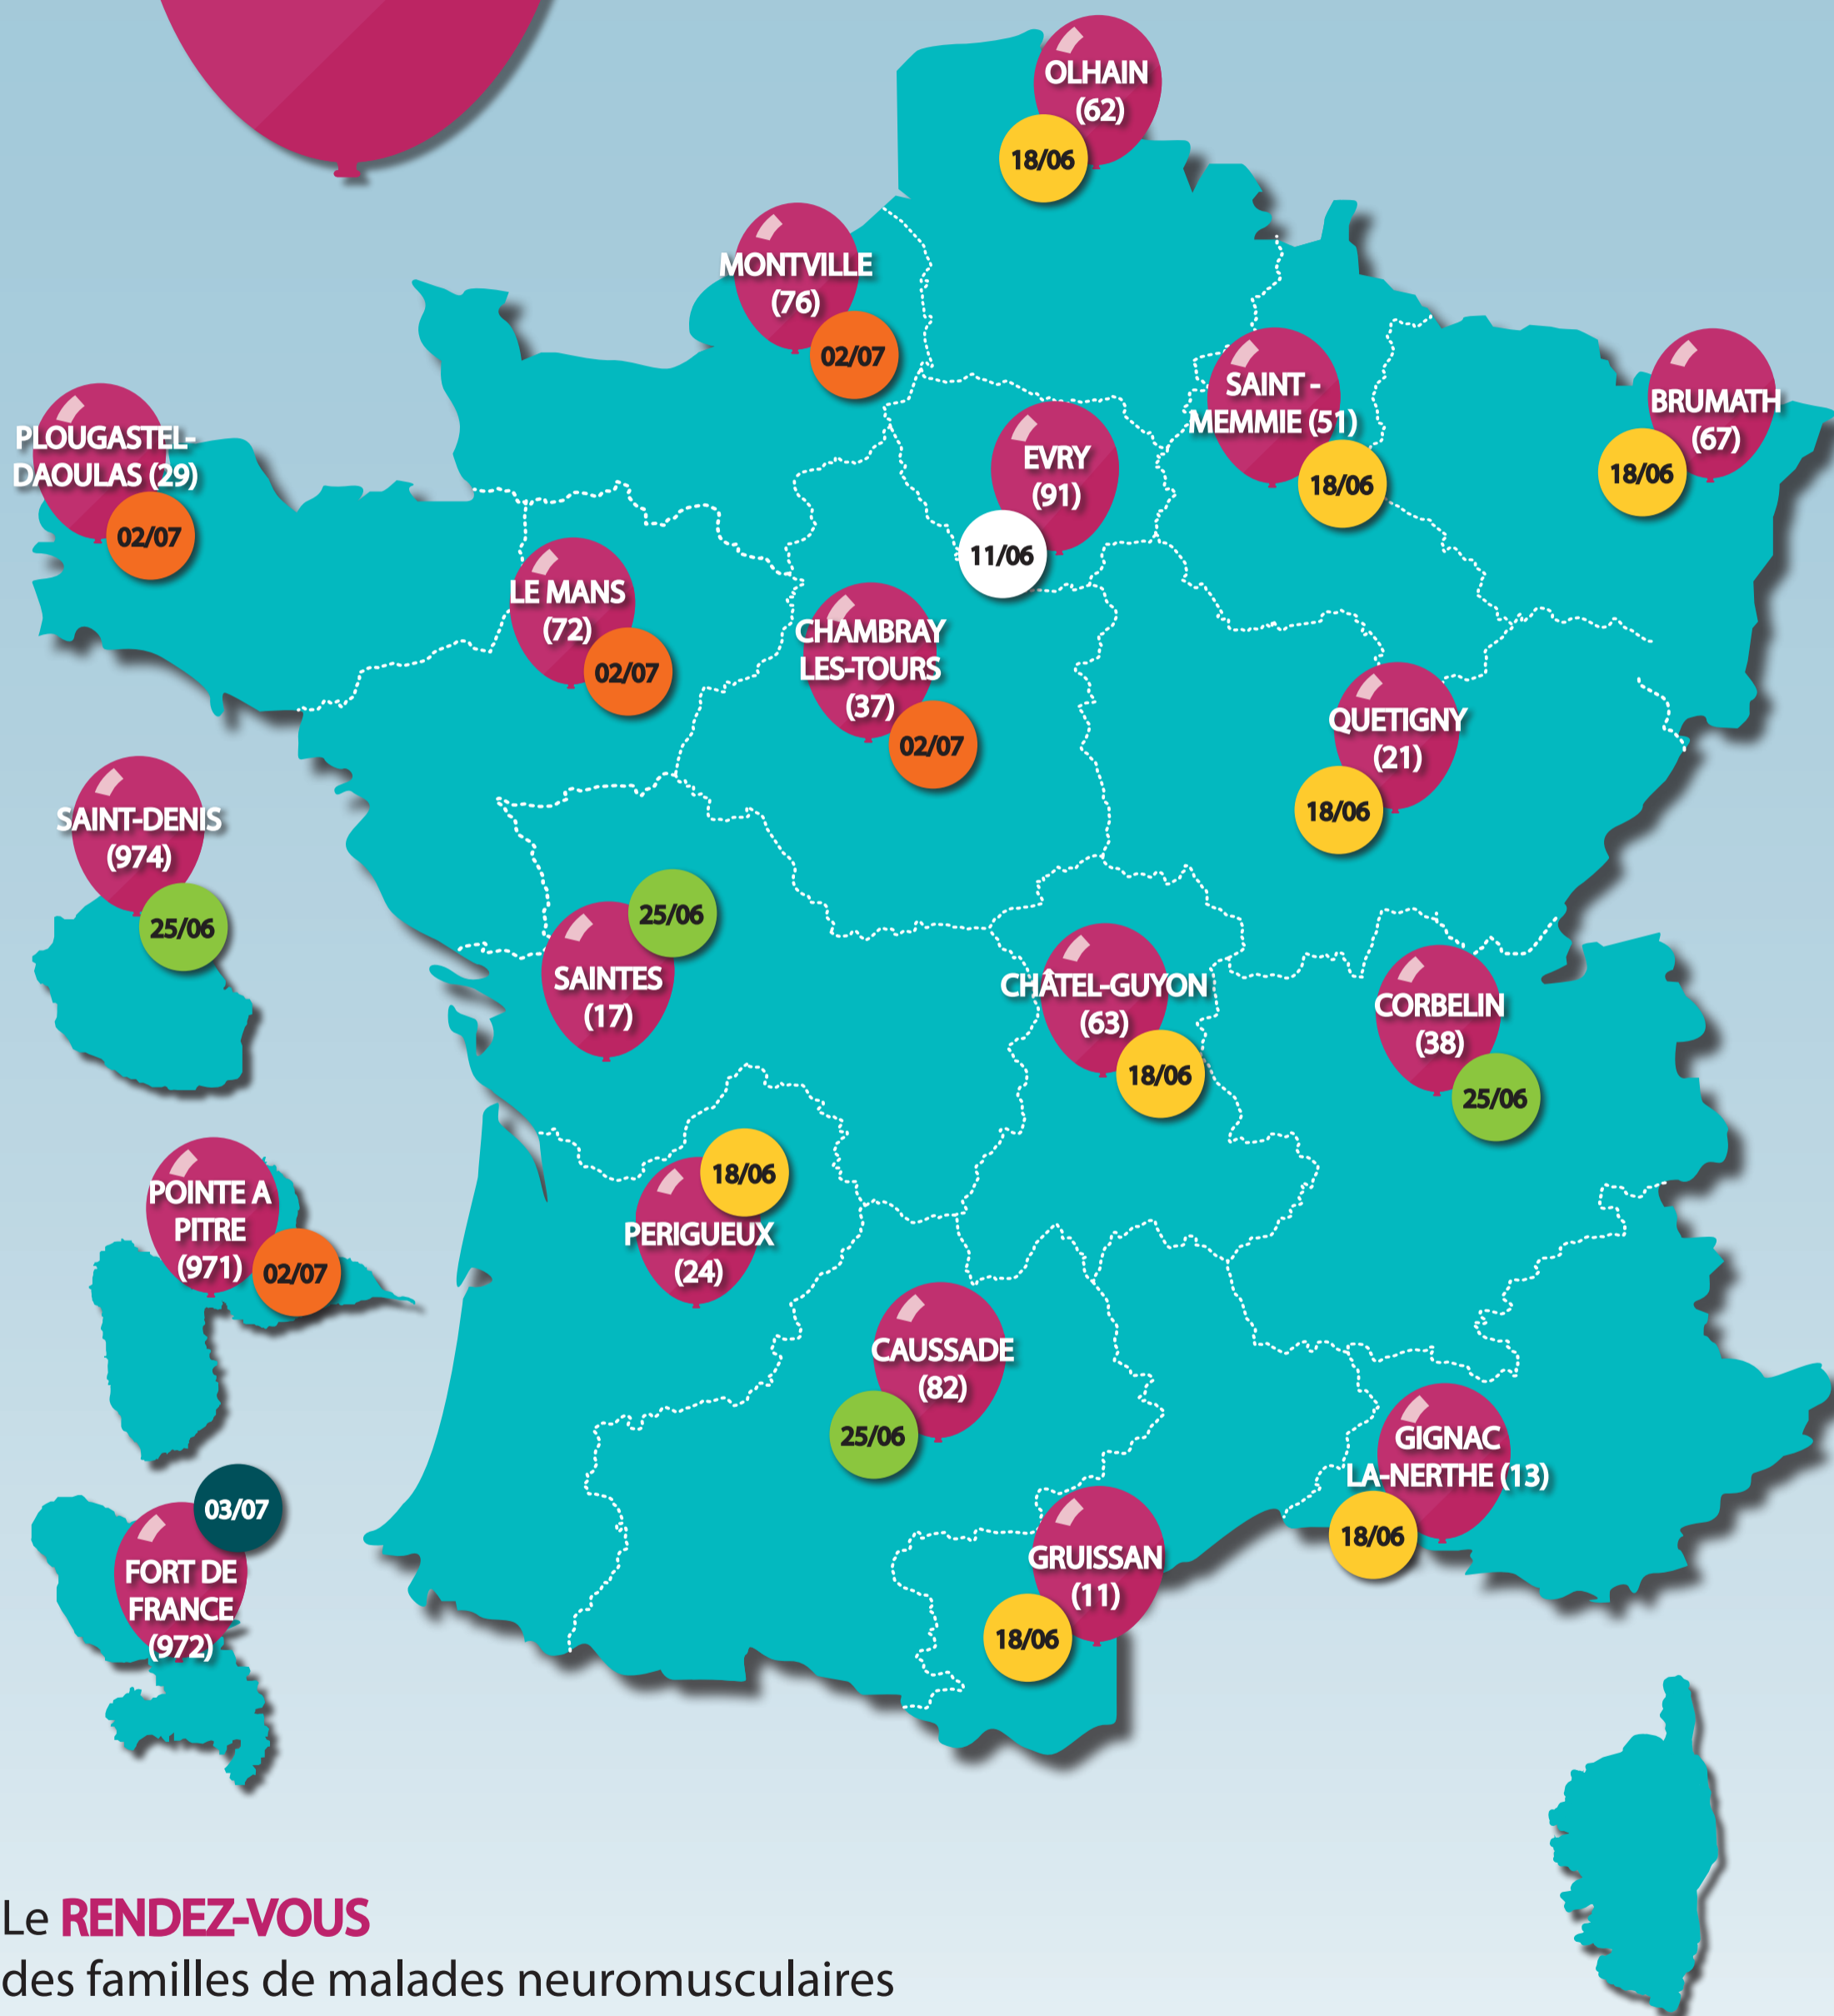 OLHAIN
(62)
18/06
MONTVILLE
(76)
02/07
SAINT -
MEMMIE (51)
18/06
BRUMATH
(67)
18/06
PLOUGASTEL-
DAOULAS (29)
02/07
EVRY
(91)
11/06
LE MANS
(72)
02/07
CHAMBRAY
LES-TOURS
(37)
02/07
QUETIGNY
(21)
18/06
SAINT-DENIS
(974)
25/06
25/06
SAINTES
(17)
CHÂTEL-GUYON
(63)
18/06
CORBELIN
(38)
25/06
POINTE A
PITRE
(971)
02/07
18/06
PERIGUEUX
(24)
CAUSSADE
(82)
25/06
GIGNAC
LA-NERTHE (13)
18/06
03/07
FORT DE
FRANCE
(972)
GRUISSAN
(11)
18/06
Le RENDEZ-VOUS
des familles de malades neuromusculaires